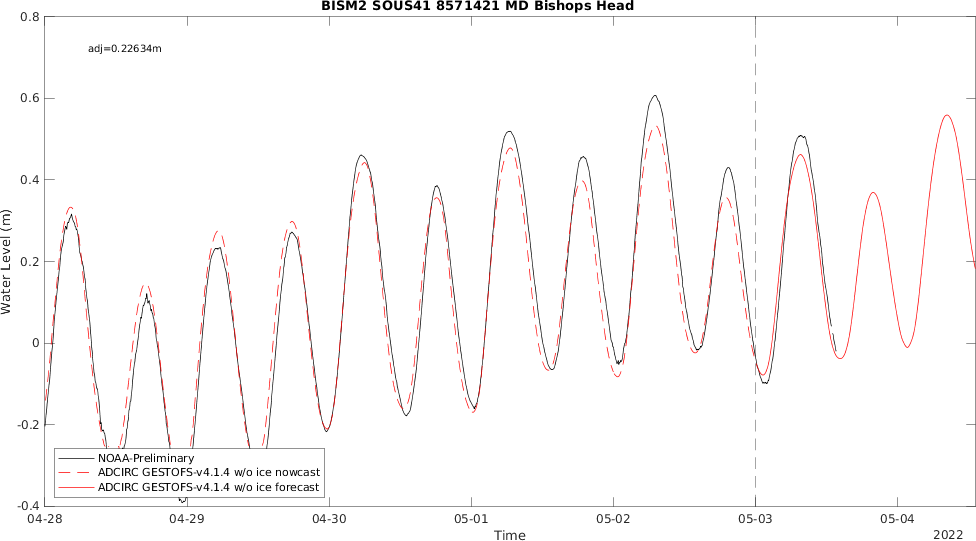 BISM2 SOUS41 8571421 MD Bishops Head
0.8
adj=0.22634m
0.6
0.4
0.2
0
-0.2
-0.4
Water Level (m)
NOAA-Preliminary
ADCIRC GESTOFS-v4.1.4 w/o ice nowcast
ADCIRC GESTOFS-v4.1.4 w/o ice forecast
04-28 04-29 04-30 05-01 05-02 05-03 05-04
Time
2022